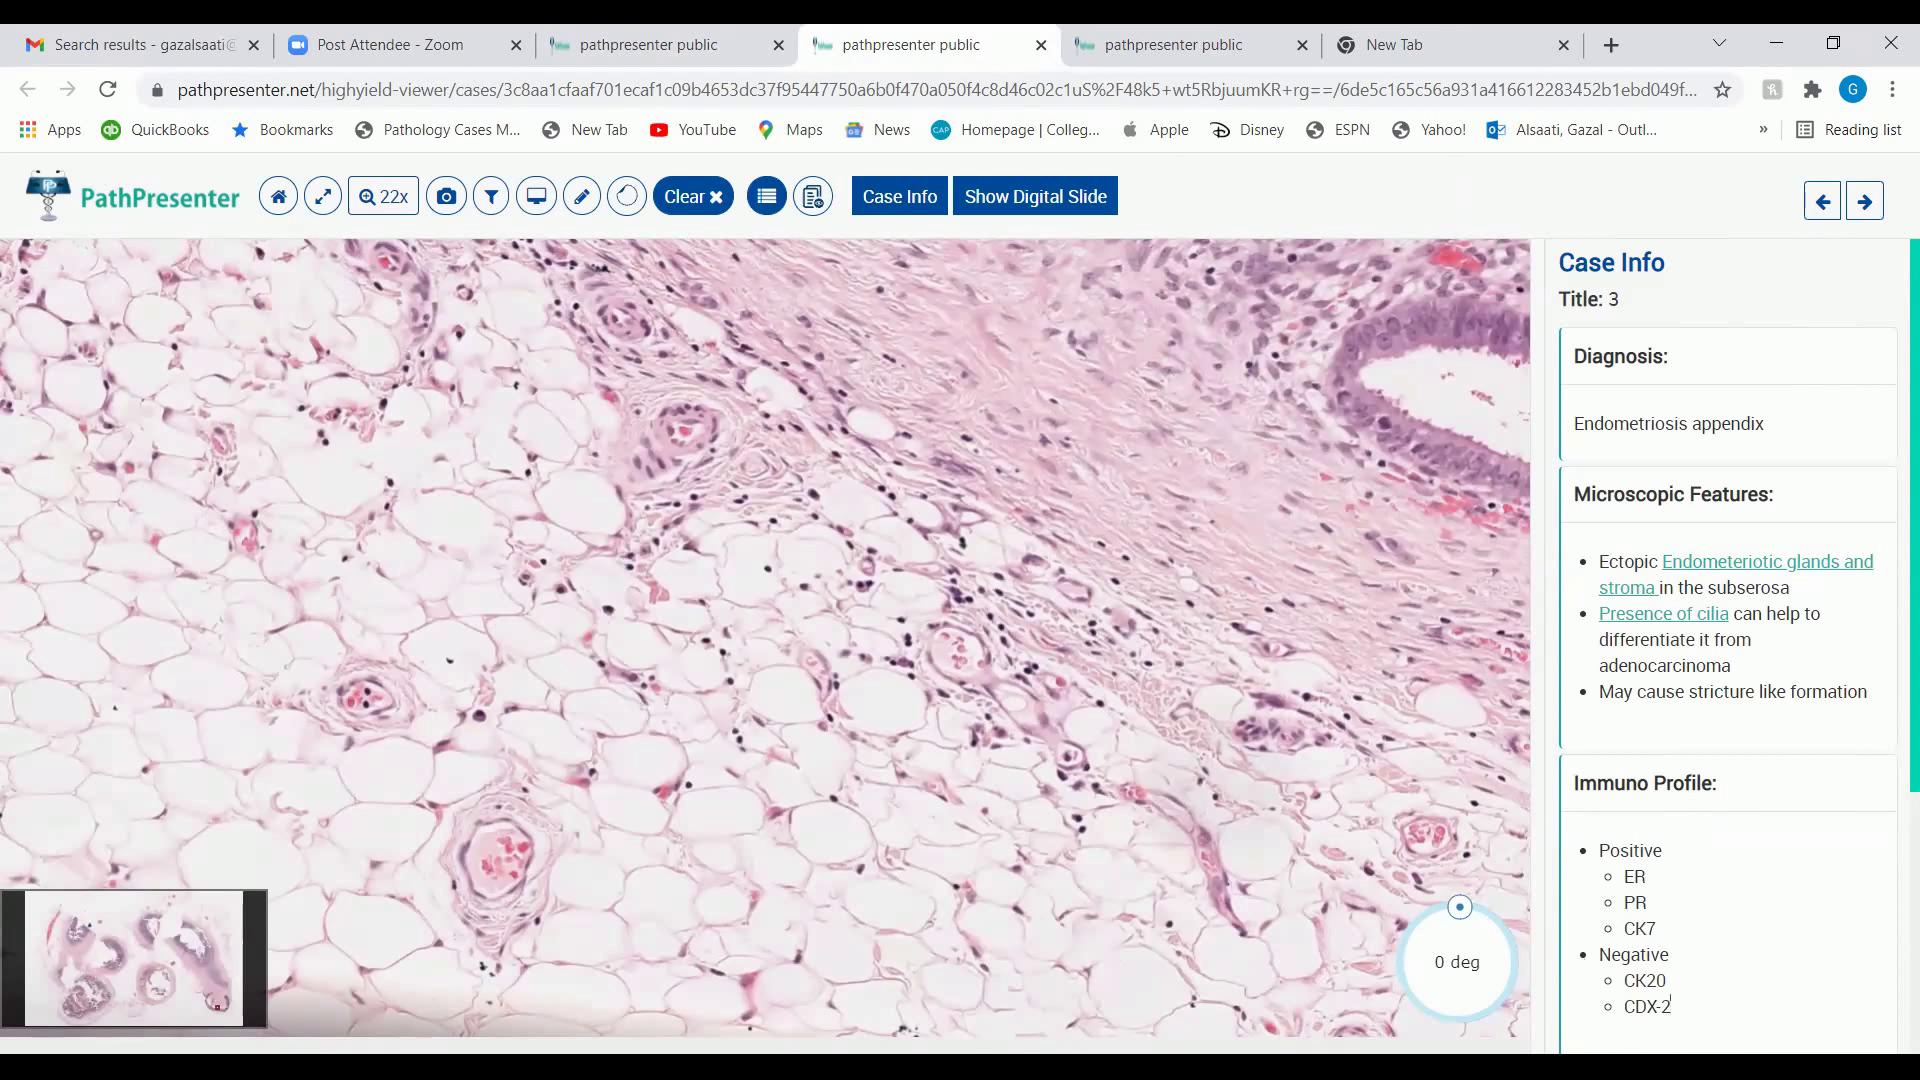 Search results - gazalsaati@
Post Attendee - Zoom
pathpresenter public
pathpresenter public
pathpresenter public
New Tab
pathpresenter.net/highyield-viewer/cases/3c8aa1cfaaf701ecaf1c09b4653dc37f95447750a6b0f470a050f4c8d46c02c1uS%2F48k5+wt5RbjuumKR+rg==/6de5c165c56a931a416612283452b1ebd049f...
G
Apps
QuickBooks
Bookmarks
Pathology Cases M...
New Tab
YouTube
Maps
News
CAP
Homepage | Colleg...
Apple
Disney
ESPN
Yahoo!
Alsaati, Gazal - Outl...
»
Reading list
PP
PathPresenter
22x
Clear
Case Info
Show Digital Slide
Case Info
Title: 3
Diagnosis:
Endometriosis appendix
Microscopic Features:
Ectopic Endometeriotic glands and
stroma in the subserosa
Presence of cilia can help to
differentiate it from
adenocarcinoma
May cause stricture like formation
Immuno Profile:
Positive
ER
PR
CK7
Negative
CK20
CDX-2
0 deg